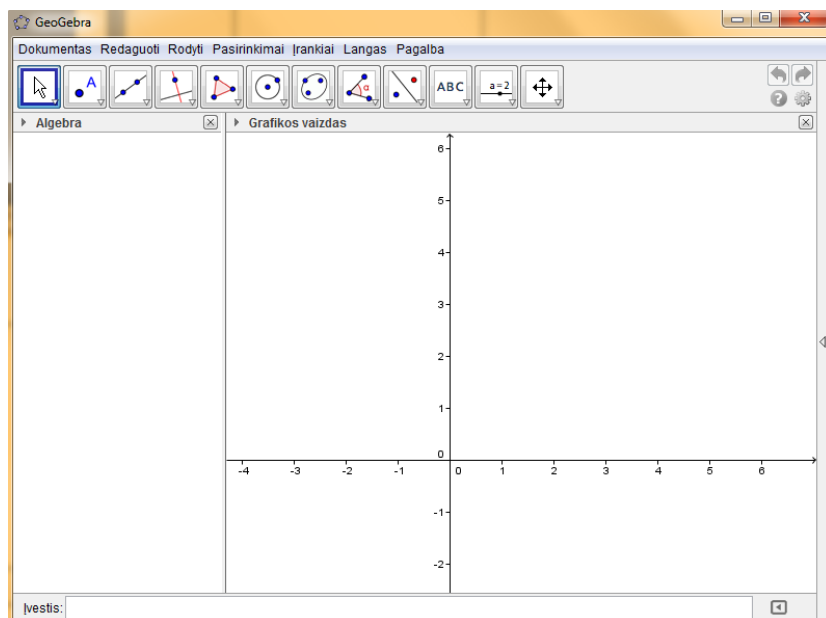 GeoGebra
Dokumentas Redaguoti Rodyti Pasirinkimai Įrankiai Langas Pagalba
A α ABC a=2
Algebra Grafikos vaizdas
6
5
4
3
2
1
0
-4 -3 -2 -1 0 1 2 3 4 5 6
-1
-2
Įvestis: